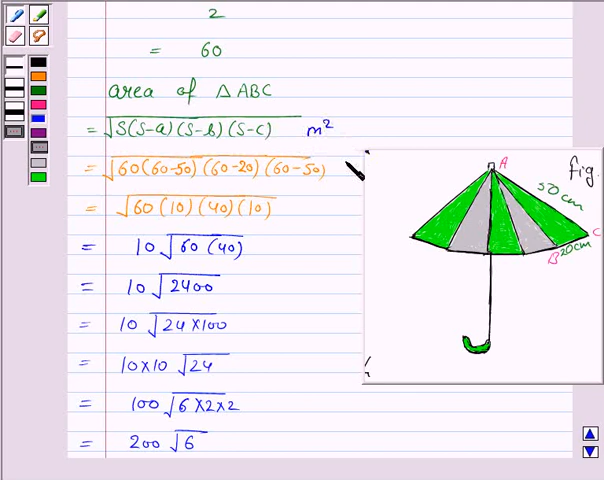 2
= 60
area of △ABC
= √S(S-a)(S-b)(S-c) m²
= √60(60-50)(60-20)(60-50)
= √60(10)(40)(10)
= 10√60(40)
= 10√2400
= 10√24×100
= 10×10√24
= 100√6×2×2
= 200√6
A
fig.
50 cm
C
B
20cm